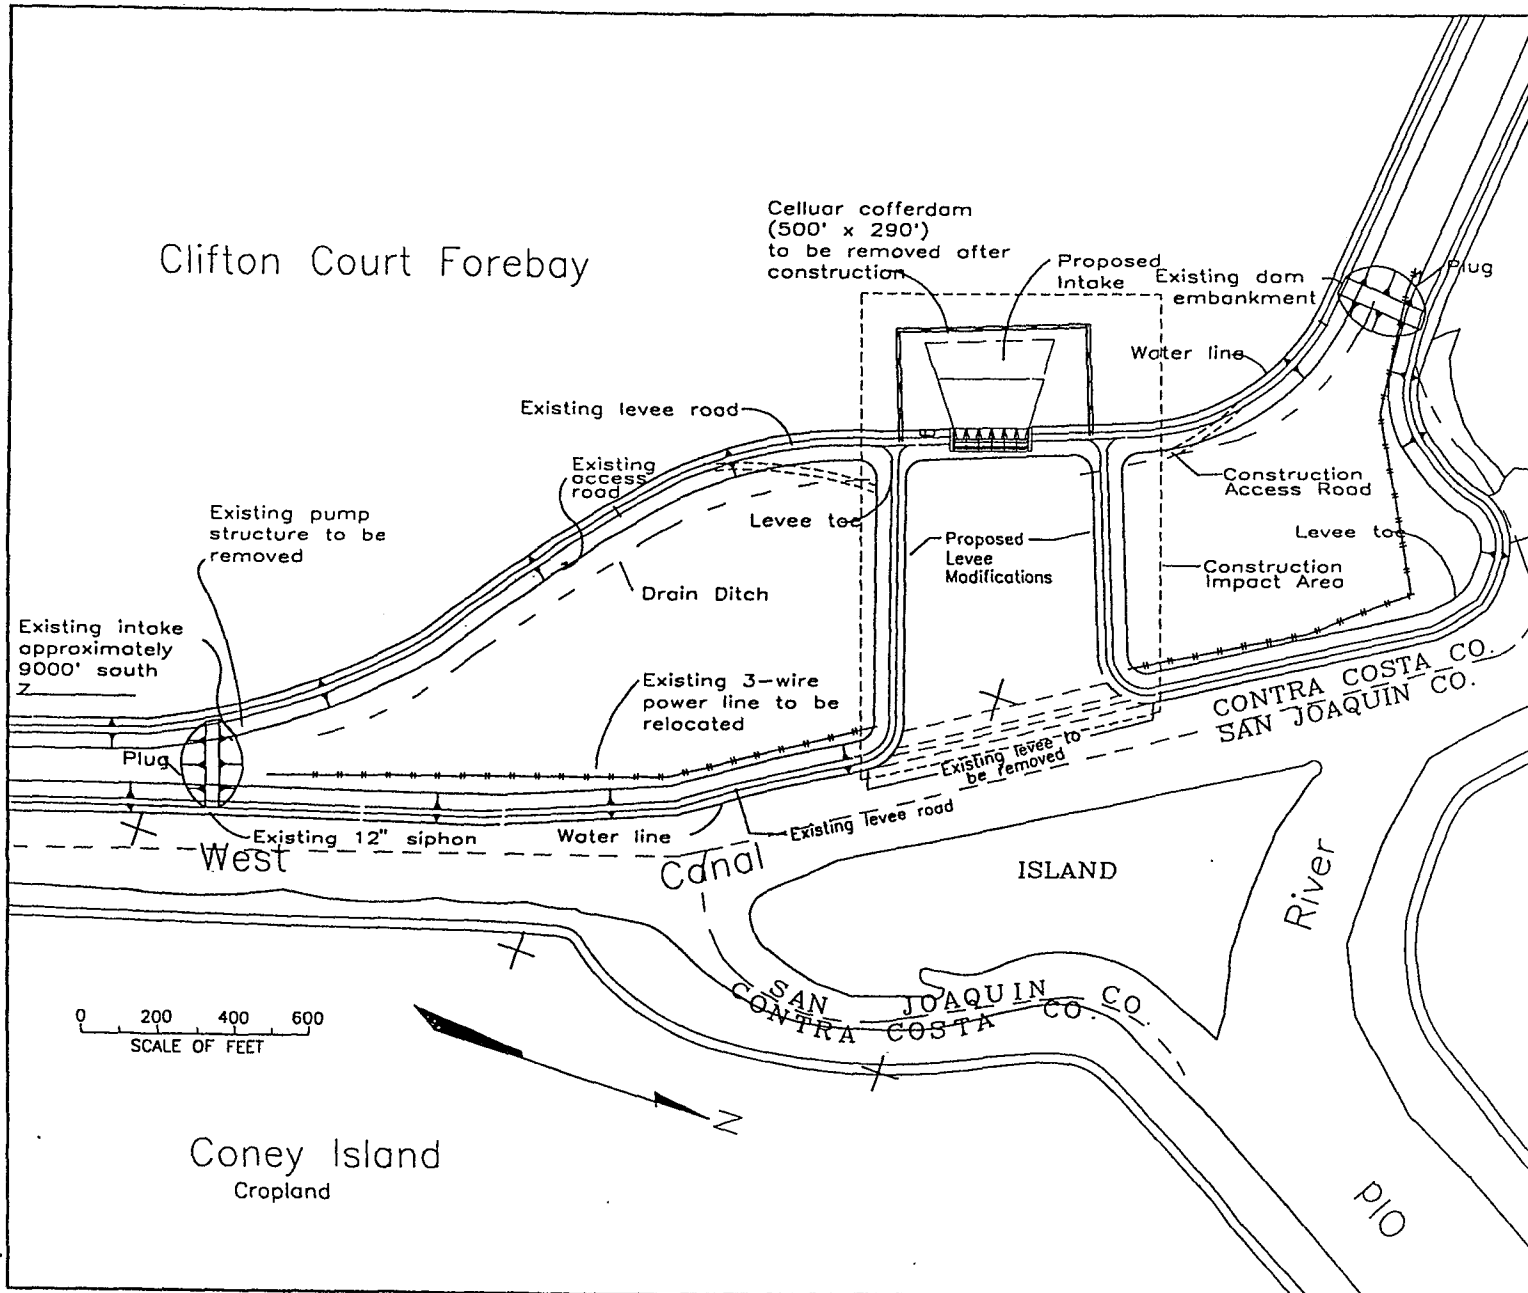 Clifton Court Forebay
Celluar cofferdam
(500' x 290')
to be removed after
construction
Proposed
Intake
Existing dam
embankment
Plug
Water line
Existing levee road
Existing
access
road
Construction
Access Road
Existing pump
structure to be
removed
Levee toe
Proposed
Levee
Modifications
Levee toe
Construction
Impact Area
Drain Ditch
Existing intake
approximately
9000' south
Existing 3-wire
power line to be
relocated
CONTRA COSTA CO.
SAN JOAQUIN CO.
Plug
Existing levee to
be removed
Existing levee road
Existing 12" siphon
Water line
West
Canal
ISLAND
River
SAN JOAQUIN CO.
CONTRA COSTA CO.
0 200 400 600
SCALE OF FEET
N
Coney Island
Cropland
Old